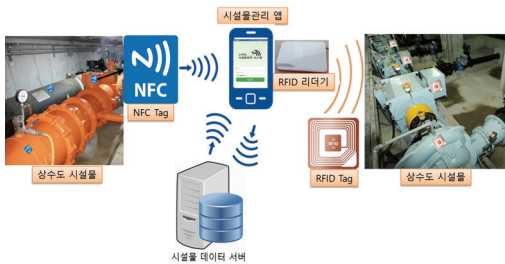 시설물관리 앱
NFC
NFC Tag
RFID 리더기
상수도 시설물
RFID
RFID Tag
상수도 시설물
시설물 데이터 서버